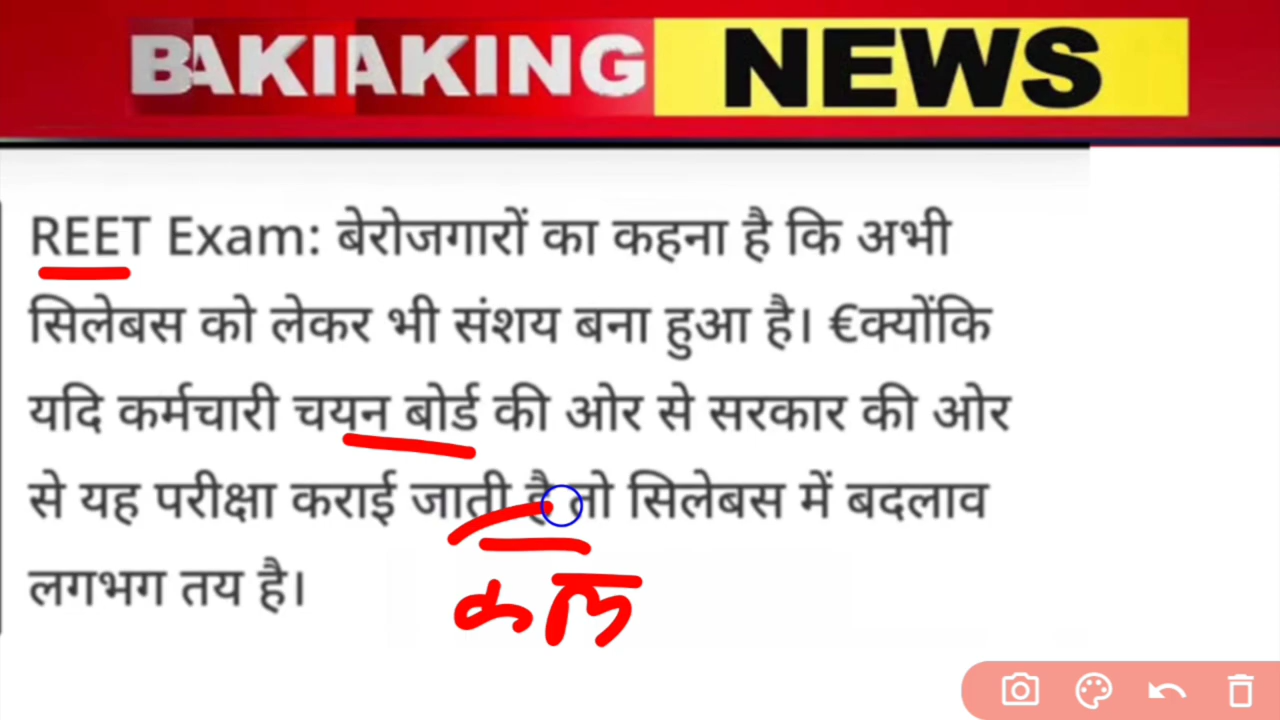 BAKIAKING NEWS
REET Exam: बेरोजगारों का कहना है कि अभी
सिलेबस को लेकर भी संशय बना हुआ है। €क्योंकि
यदि कर्मचारी चयन बोर्ड की ओर से सरकार की ओर
से यह परीक्षा कराई जाती है तो सिलेबस में बदलाव
लगभग तय है।